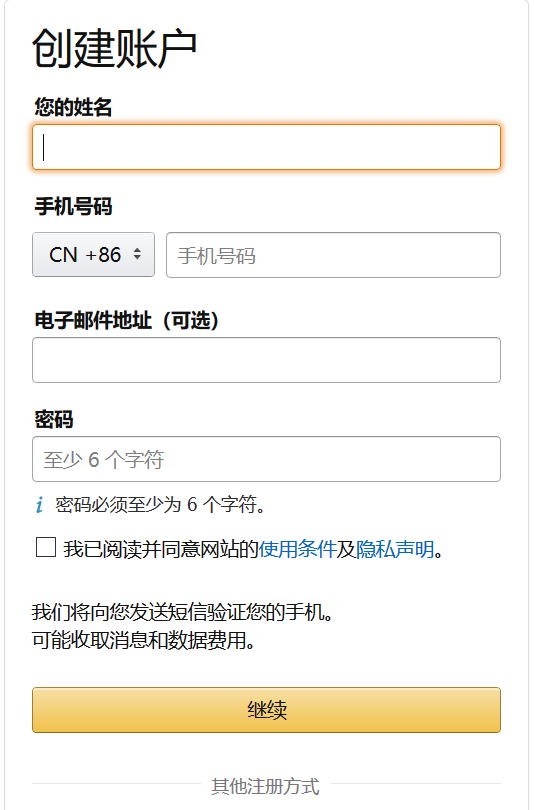 创建账户
您的姓名
手机号码
CN +86 手机号码
电子邮件地址（可选）
密码
至少 6 个字符
i 密码必须至少为 6 个字符。
我已阅读并同意网站的使用条件及隐私声明。
我们将向您发送短信验证您的手机。
可能收取消息和数据费用。
继续
其他注册方式